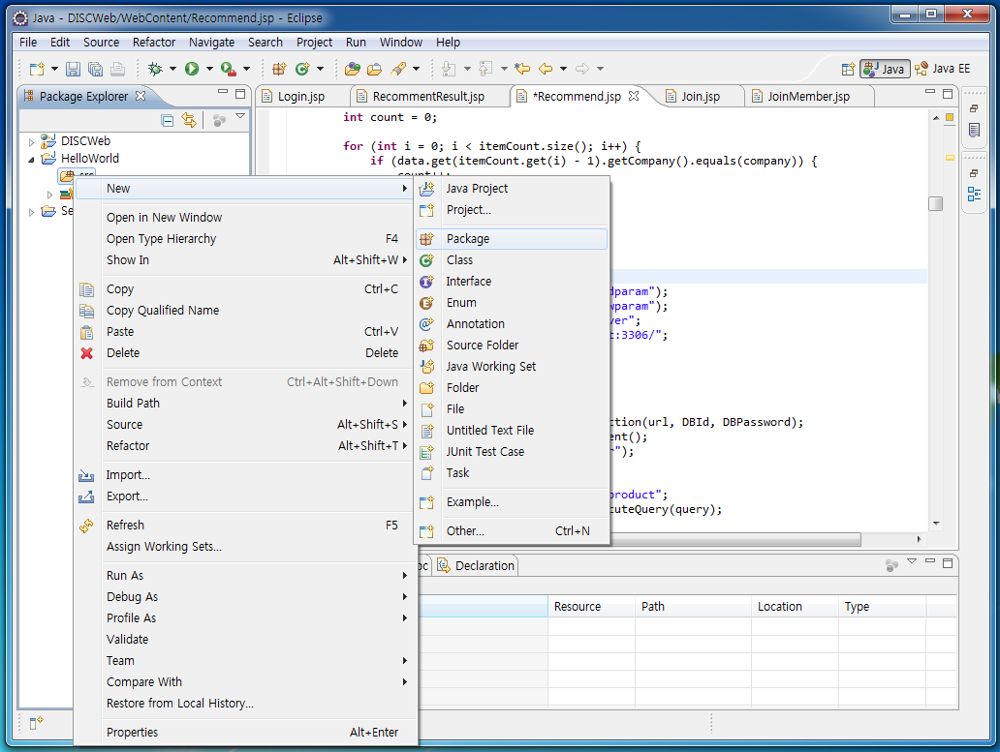 Java - DISCWeb/WebContent/Recommend.jsp - Eclipse
File Edit Source Refactor Navigate Search Project Run Window Help
Java Java EE
Package Explorer
Login.jsp RecommentResult.jsp *Recommend.jsp Join.jsp JoinMember.jsp
DISCWeb
HelloWorld
src
Se
int count = 0;
for (int i = 0; i < itemCount.size(); i++) {
if (data.get(itemCount.get(i) - 1).getCompany().equals(company)) {
count++;
dparam");
wparam");
ver";
t:3306/";
ction(url, DBId, DBPassword);
ent();
r");
product";
cuteQuery(query);
New
Open in New Window
Open Type Hierarchy F4
Show In Alt+Shift+W
Copy Ctrl+C
Copy Qualified Name
Paste Ctrl+V
Delete Delete
Remove from Context Ctrl+Alt+Shift+Down
Build Path
Source Alt+Shift+S
Refactor Alt+Shift+T
Import...
Export...
Refresh F5
Assign Working Sets...
Run As
Debug As
Profile As
Validate
Team
Compare With
Restore from Local History...
Properties Alt+Enter
Java Project
Project...
Package
Class
Interface
Enum
Annotation
Source Folder
Java Working Set
Folder
File
Untitled Text File
JUnit Test Case
Task
Example...
Other... Ctrl+N
oc Declaration
Resource Path Location Type